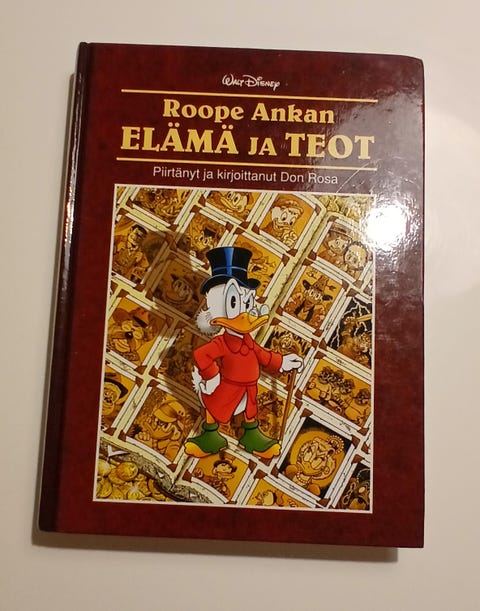 Walt Disney
Roope Ankan
ELÄMÄ JA TEOT
Piirtänyt ja kirjoittanut Don Rosa